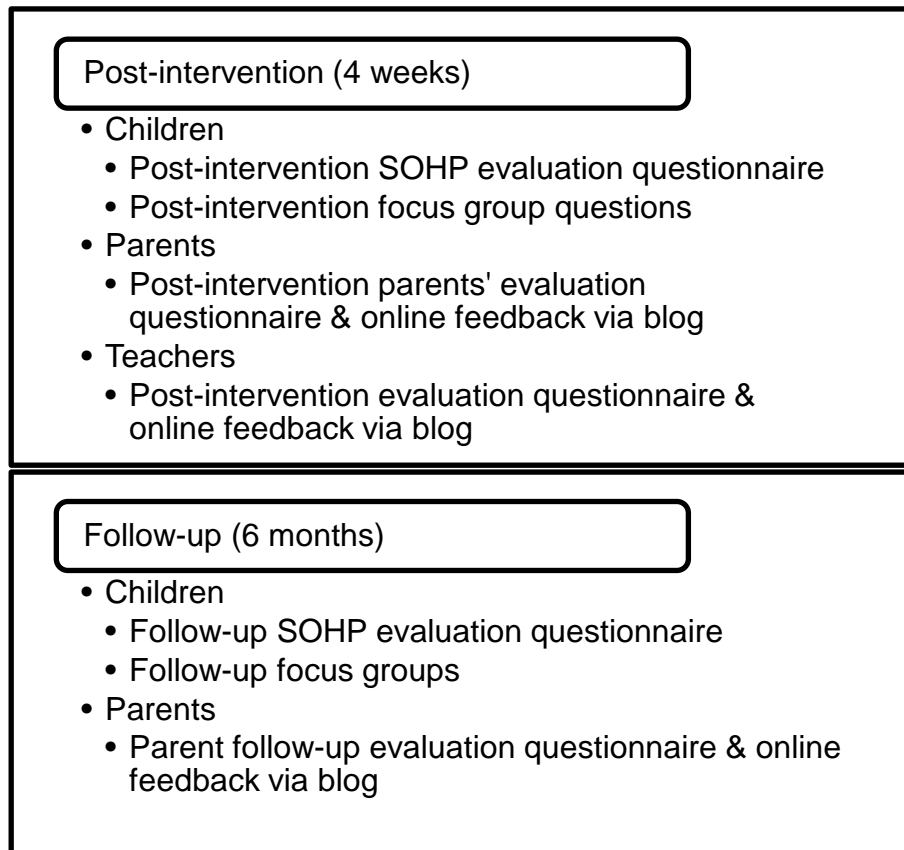 Post-intervention (4 weeks)
• Children
• Post-intervention SOHP evaluation questionnaire
• Post-intervention focus group questions
• Parents
• Post-intervention parents' evaluation
questionnaire & online feedback via blog
• Teachers
• Post-intervention evaluation questionnaire &
online feedback via blog
Follow-up (6 months)
• Children
• Follow-up SOHP evaluation questionnaire
• Follow-up focus groups
• Parents
• Parent follow-up evaluation questionnaire & online
feedback via blog